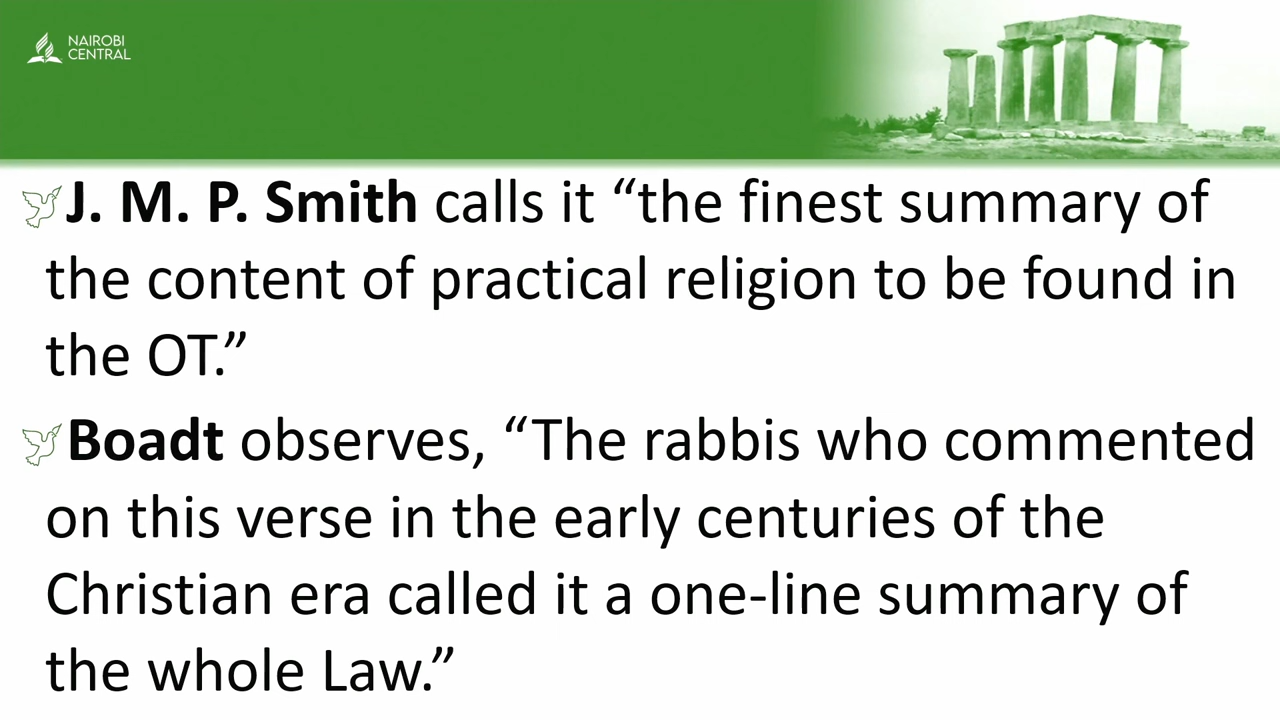 NAIROBI
CENTRAL
J. M. P. Smith calls it “the finest summary of
the content of practical religion to be found in
the OT.”
Boadt observes, “The rabbis who commented
on this verse in the early centuries of the
Christian era called it a one-line summary of
the whole Law.”